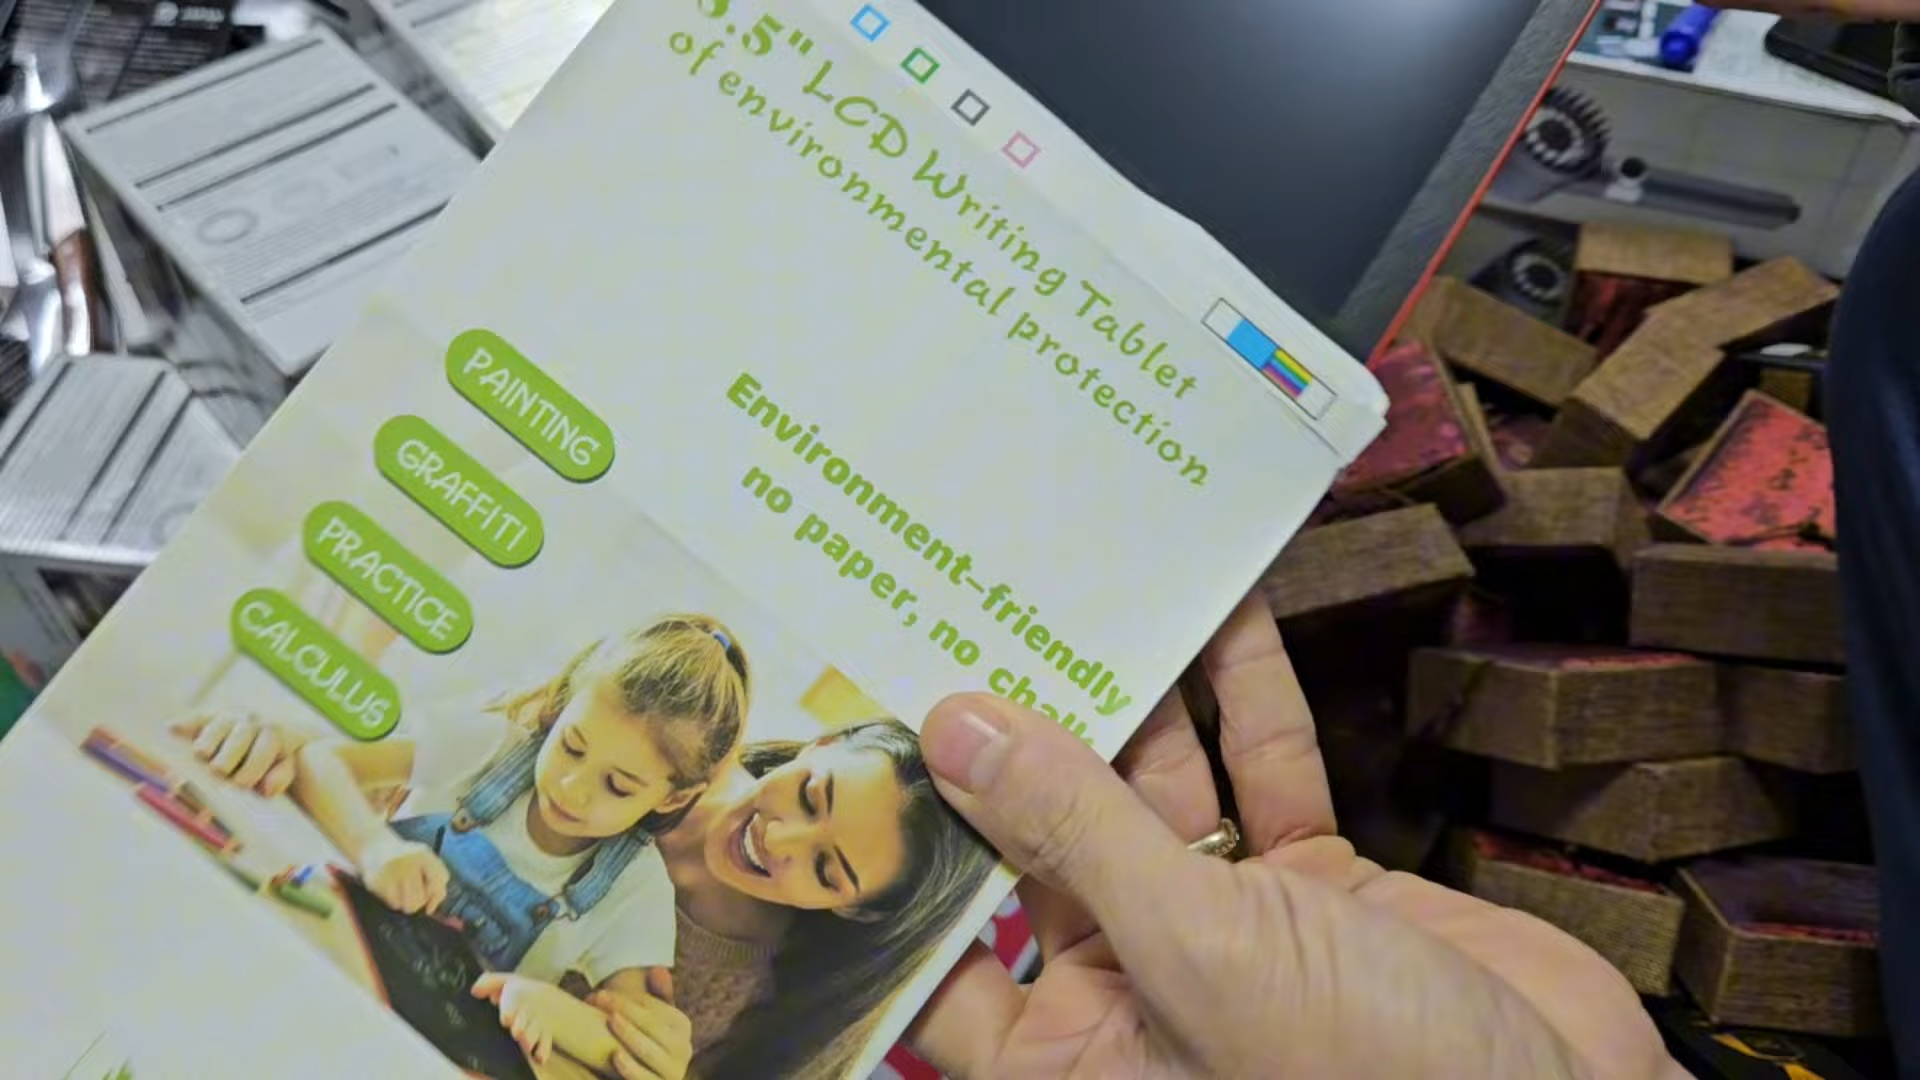 .5" LCD Writing Tablet
of environmental protection
Environment-friendly
no paper, no chalk
PAINTING
GRAFFITI
PRACTICE
CALCULUS